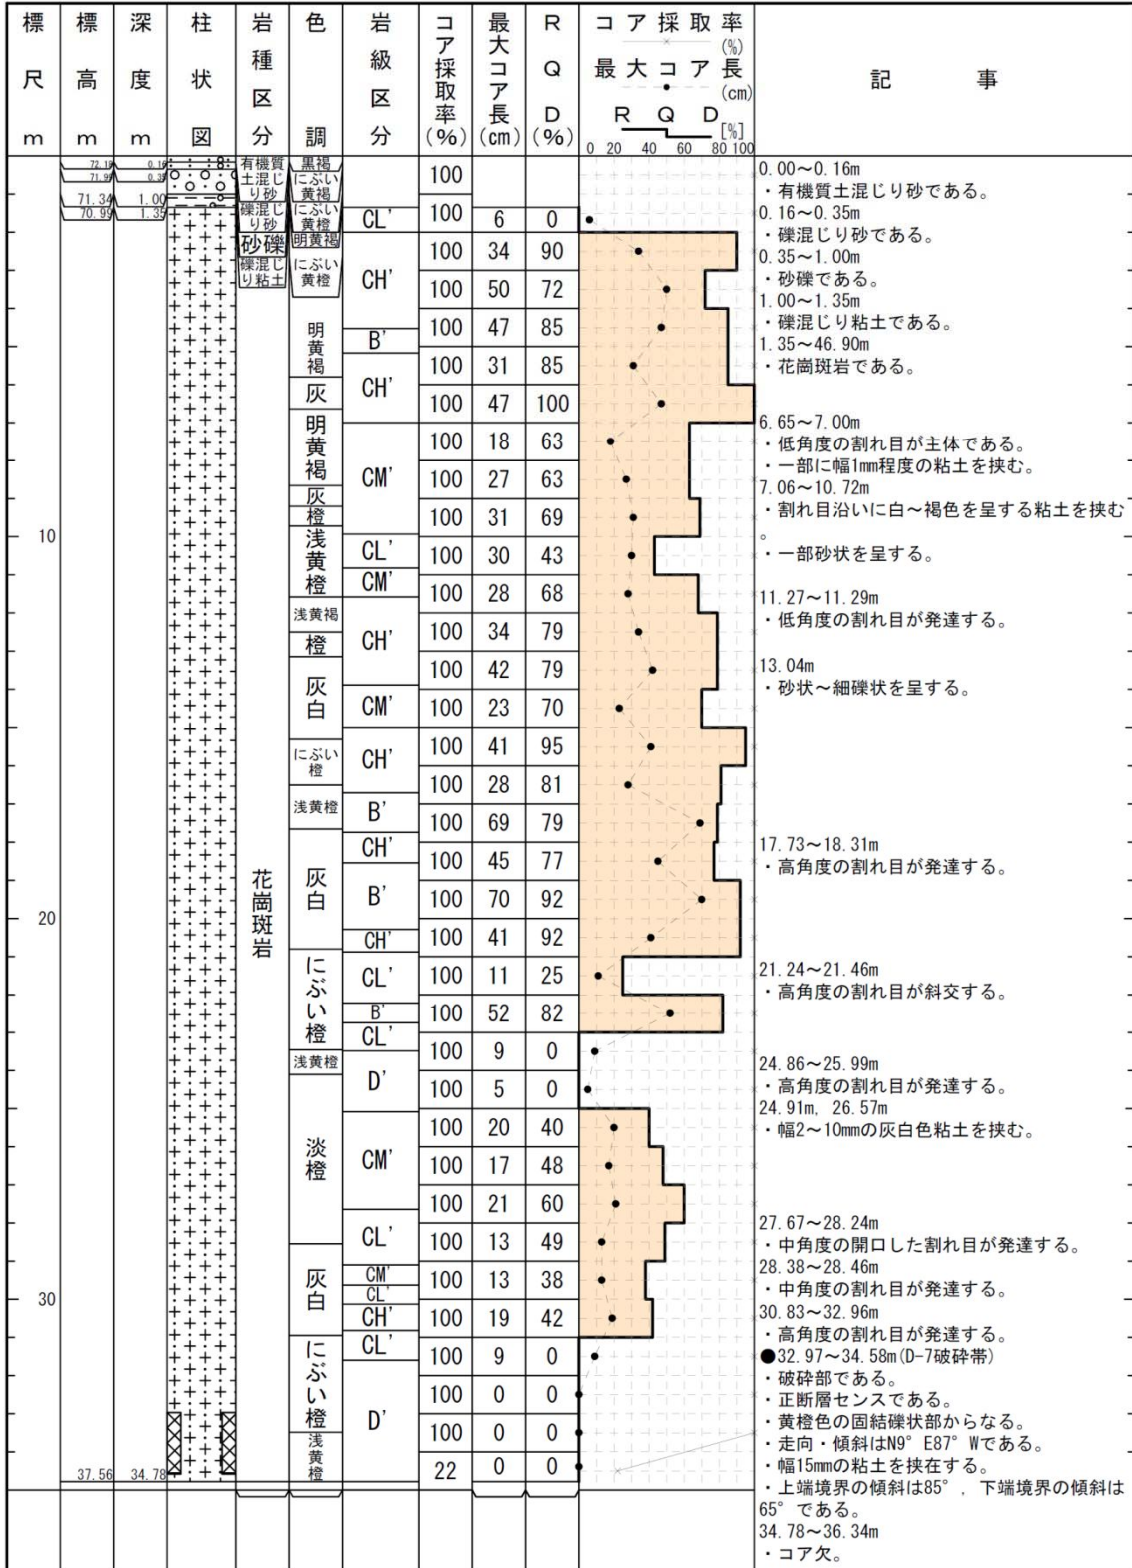 標尺 m
標高 m
深度 m
柱状図
岩種区分
色調
岩級区分
コア採取率(%)
最大コア長(cm)
RQD(%)
コア採取率
(%)
最大コア長
(cm)
RQD
[%]
0 20 40 60 80 100
記事
72.18 0.16
71.99 0.35
71.34 1.00
70.99 1.35
10
20
30
37.56 34.78
有機質土混じり砂
礫混じり砂
砂礫
礫混じり粘土
花崗斑岩
黒褐
にぶい黄褐
にぶい黄橙
明黄褐
にぶい黄橙
明黄褐
灰
明黄褐
灰
橙
浅黄橙
浅黄褐
橙
灰白
にぶい橙
浅黄橙
灰白
にぶい橙
浅黄橙
淡橙
灰白
にぶい橙
浅黄橙
CL'
CH'
B'
CH'
CM'
CL'
CM'
CH'
CM'
CH'
B'
CH'
B'
CH'
CL'
B'
CL'
D'
CM'
CL'
CM'
CL'
CH'
CL'
D'
100
100 6 0
100 34 90
100 50 72
100 47 85
100 31 85
100 47 100
100 18 63
100 27 63
100 31 69
100 30 43
100 28 68
100 34 79
100 42 79
100 23 70
100 41 95
100 28 81
100 69 79
100 45 77
100 70 92
100 41 92
100 11 25
100 52 82
100 9 0
100 5 0
100 20 40
100 17 48
100 21 60
100 13 49
100 13 38
100 19 42
100 9 0
100 0 0
100 0 0
22 0 0
0.00～0.16m
・有機質土混じり砂である。
0.16～0.35m
・礫混じり砂である。
0.35～1.00m
・砂礫である。
1.00～1.35m
・礫混じり粘土である。
1.35～46.90m
・花崗斑岩である。
6.65～7.00m
・低角度の割れ目が主体である。
・一部に幅1mm程度の粘土を挟む。
7.06～10.72m
・割れ目沿いに白～褐色を呈する粘土を挟む
。
・一部砂状を呈する。
11.27～11.29m
・低角度の割れ目が発達する。
13.04m
・砂状～細礫状を呈する。
17.73～18.31m
・高角度の割れ目が発達する。
21.24～21.46m
・高角度の割れ目が斜交する。
24.86～25.99m
・高角度の割れ目が発達する。
24.91m, 26.57m
・幅2～10mmの灰白色粘土を挟む。
27.67～28.24m
・中角度の開口した割れ目が発達する。
28.38～28.46m
・中角度の割れ目が発達する。
30.83～32.96m
・高角度の割れ目が発達する。
●32.97～34.58m(D-7破砕帯)
・破砕部である。
・正断層センスである。
・黄橙色の固結礫状部からなる。
・走向・傾斜はN9° E87° Wである。
・幅15mmの粘土を挟在する。
・上端境界の傾斜は85°, 下端境界の傾斜は
65° である。
34.78～36.34m
・コア欠。